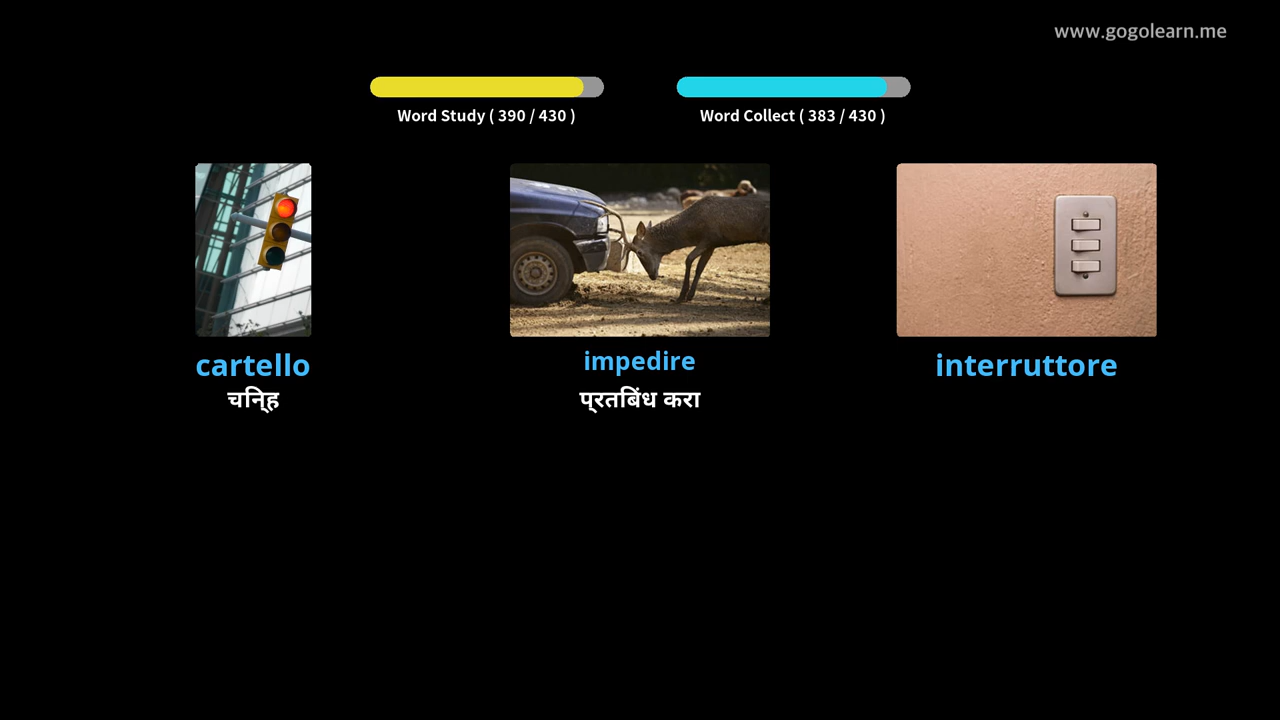 www.gogolearn.me
Word Study ( 390 / 430 )
Word Collect ( 383 / 430 )
cartello
impedire
interruttore
चिन्ह
प्रतिबंध करा